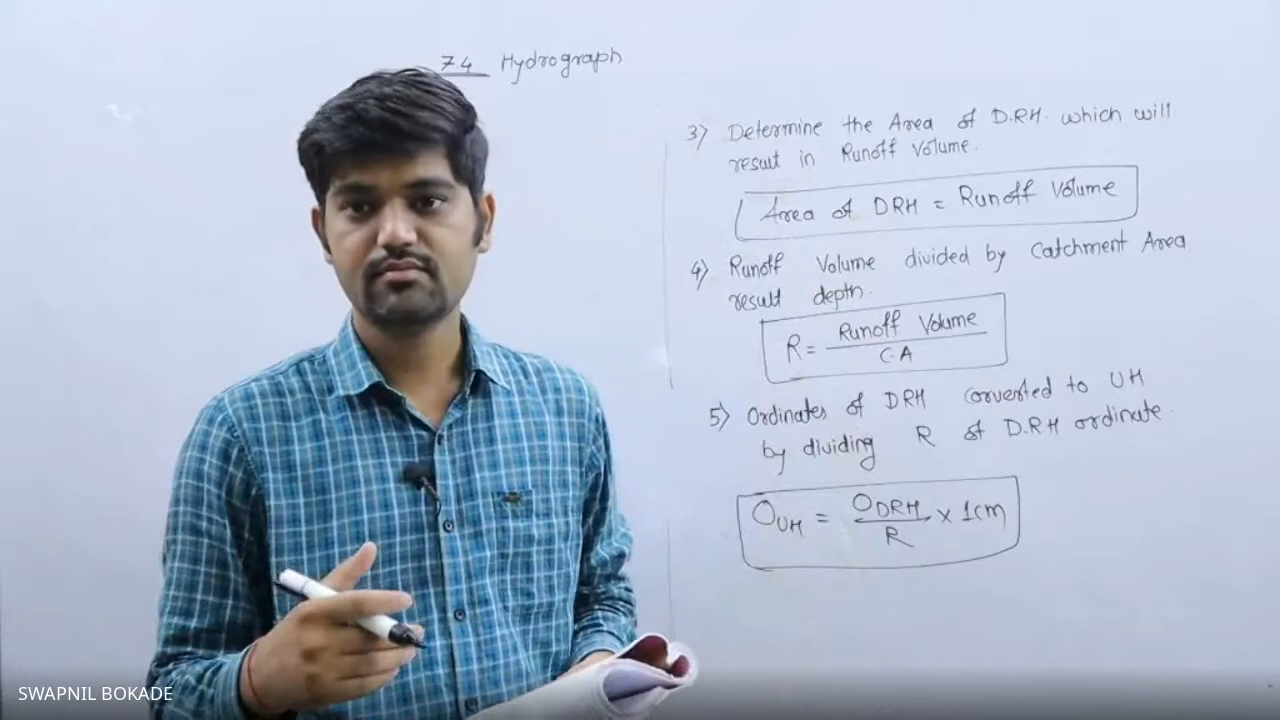 7.4 Hydrograph
3) Determine the Area of D.R.H. which will
result in Runoff Volume.
Area of DRH = Runoff Volume
4) Runoff Volume divided by Catchment Area
result depth.
R = Runoff Volume
C.A
5) Ordinates of DRH converted to UH
by dividing R of D.R.H ordinate.
O_UH = O_DRH / R × 1cm
SWAPNIL BOKADE